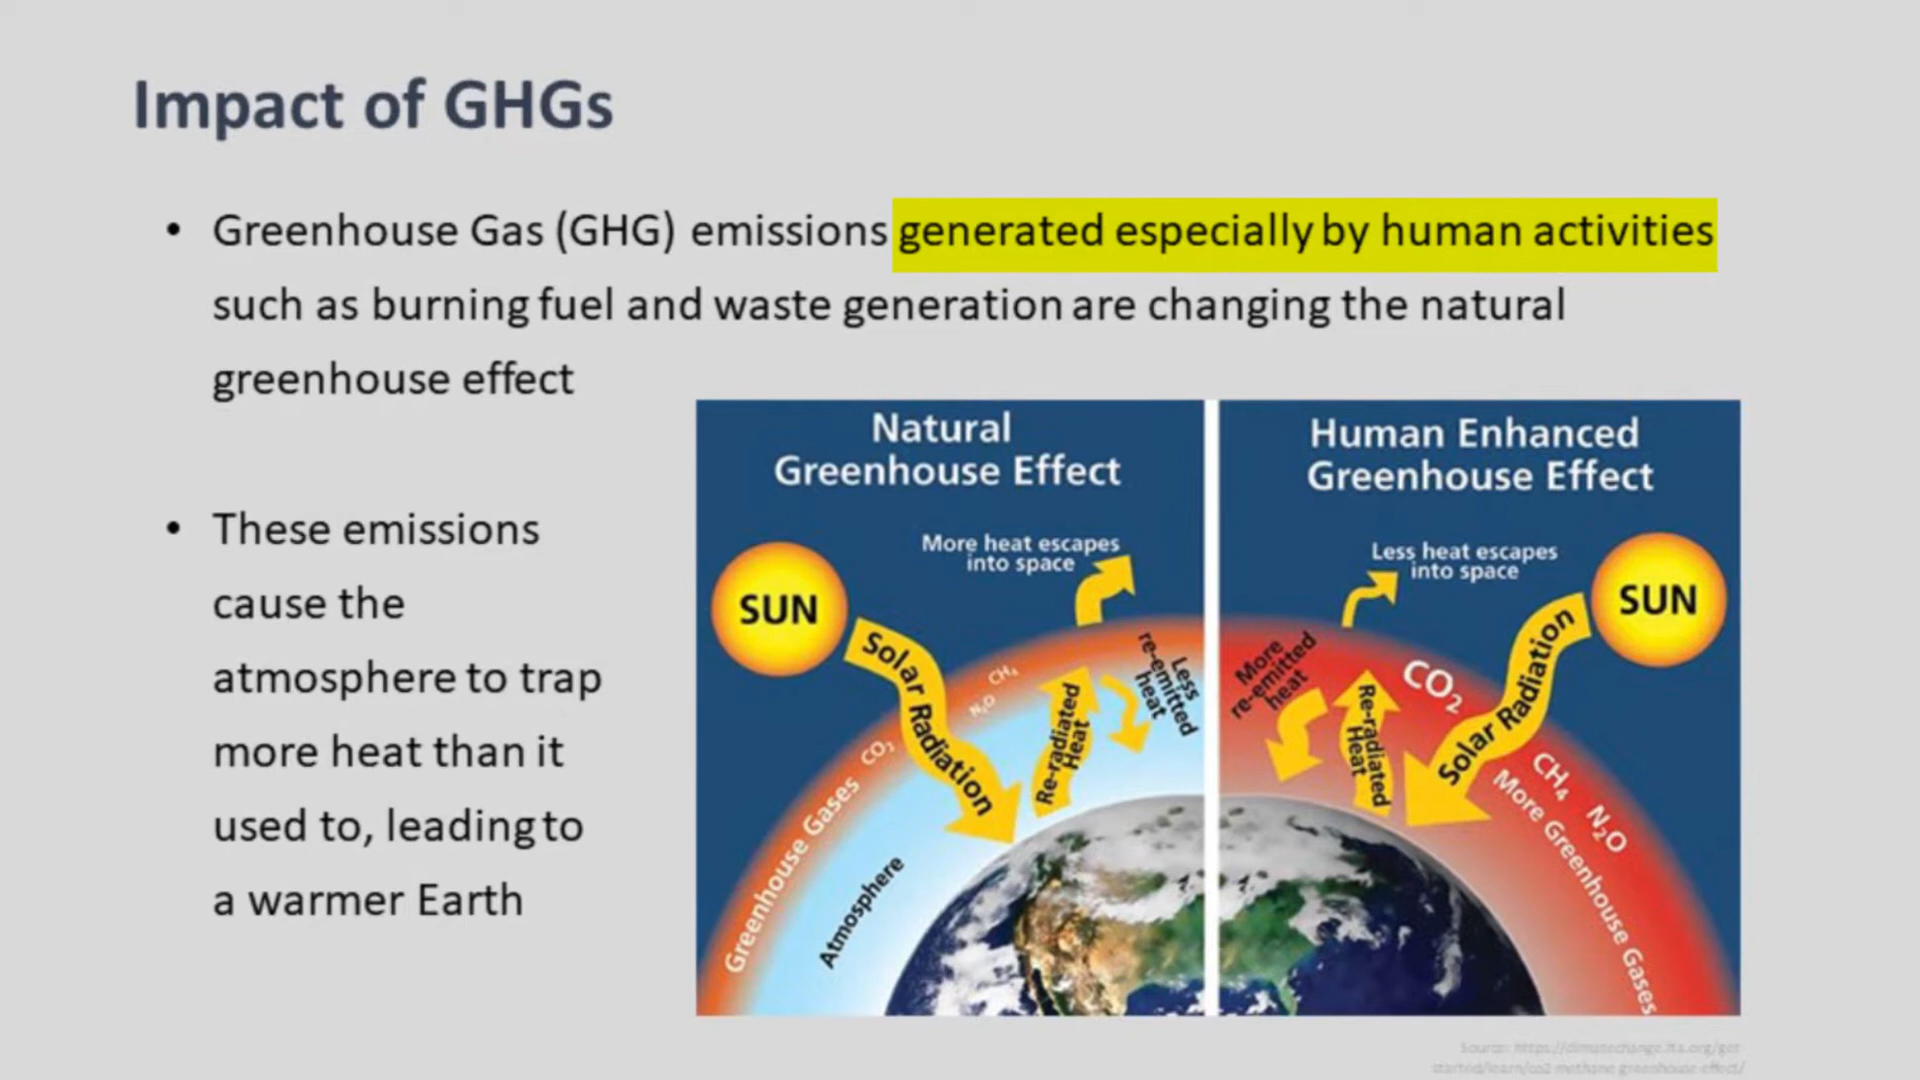 Impact of GHGs
• Greenhouse Gas (GHG) emissions generated especially by human activities
such as burning fuel and waste generation are changing the natural
greenhouse effect
• These emissions
cause the
atmosphere to trap
more heat than it
used to, leading to
a warmer Earth
Natural
Greenhouse Effect
More heat escapes
into space
SUN
Solar Radiation
Re-radiated
Heat
Less
re-emitted
heat
CH₄
N₂O
CO₂
Greenhouse Gases
Atmosphere
Human Enhanced
Greenhouse Effect
Less heat escapes
into space
SUN
Solar Radiation
More
re-emitted
heat
Re-radiated
Heat
CO₂
CH₄
N₂O
More Greenhouse Gases